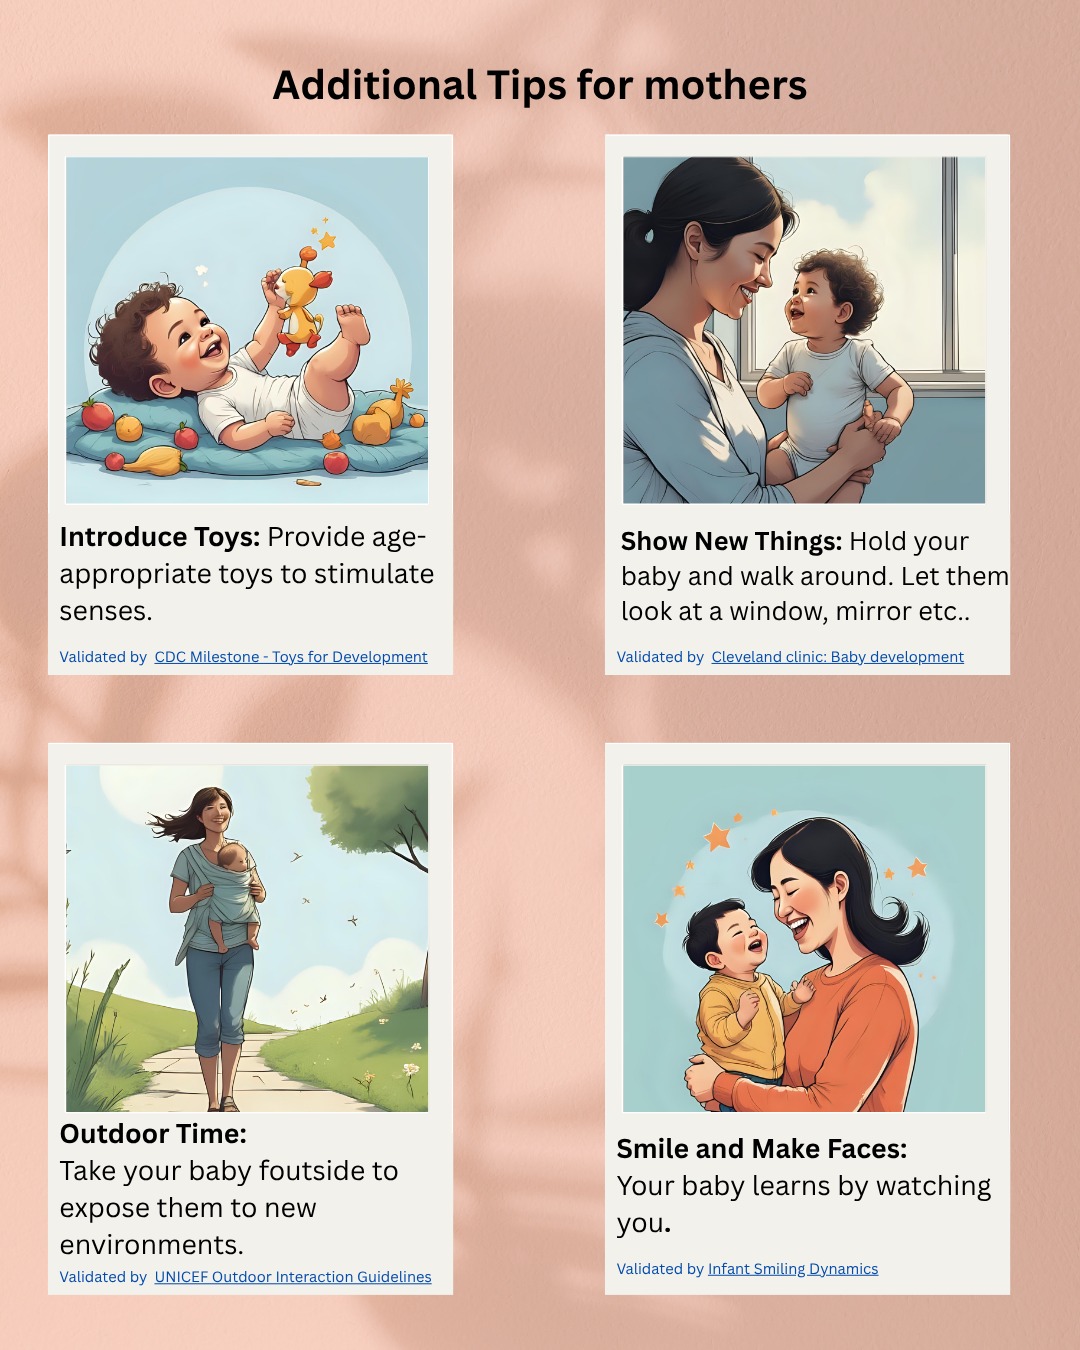 Additional Tips for mothers
Introduce Toys: Provide age-
appropriate toys to stimulate
senses.
Validated by CDC Milestone - Toys for Development
Show New Things: Hold your
baby and walk around. Let them
look at a window, mirror etc..
Validated by Cleveland clinic: Baby development
Outdoor Time:
Take your baby foutside to
expose them to new
environments.
Validated by UNICEF Outdoor Interaction Guidelines
Smile and Make Faces:
Your baby learns by watching
you.
Validated by Infant Smiling Dynamics